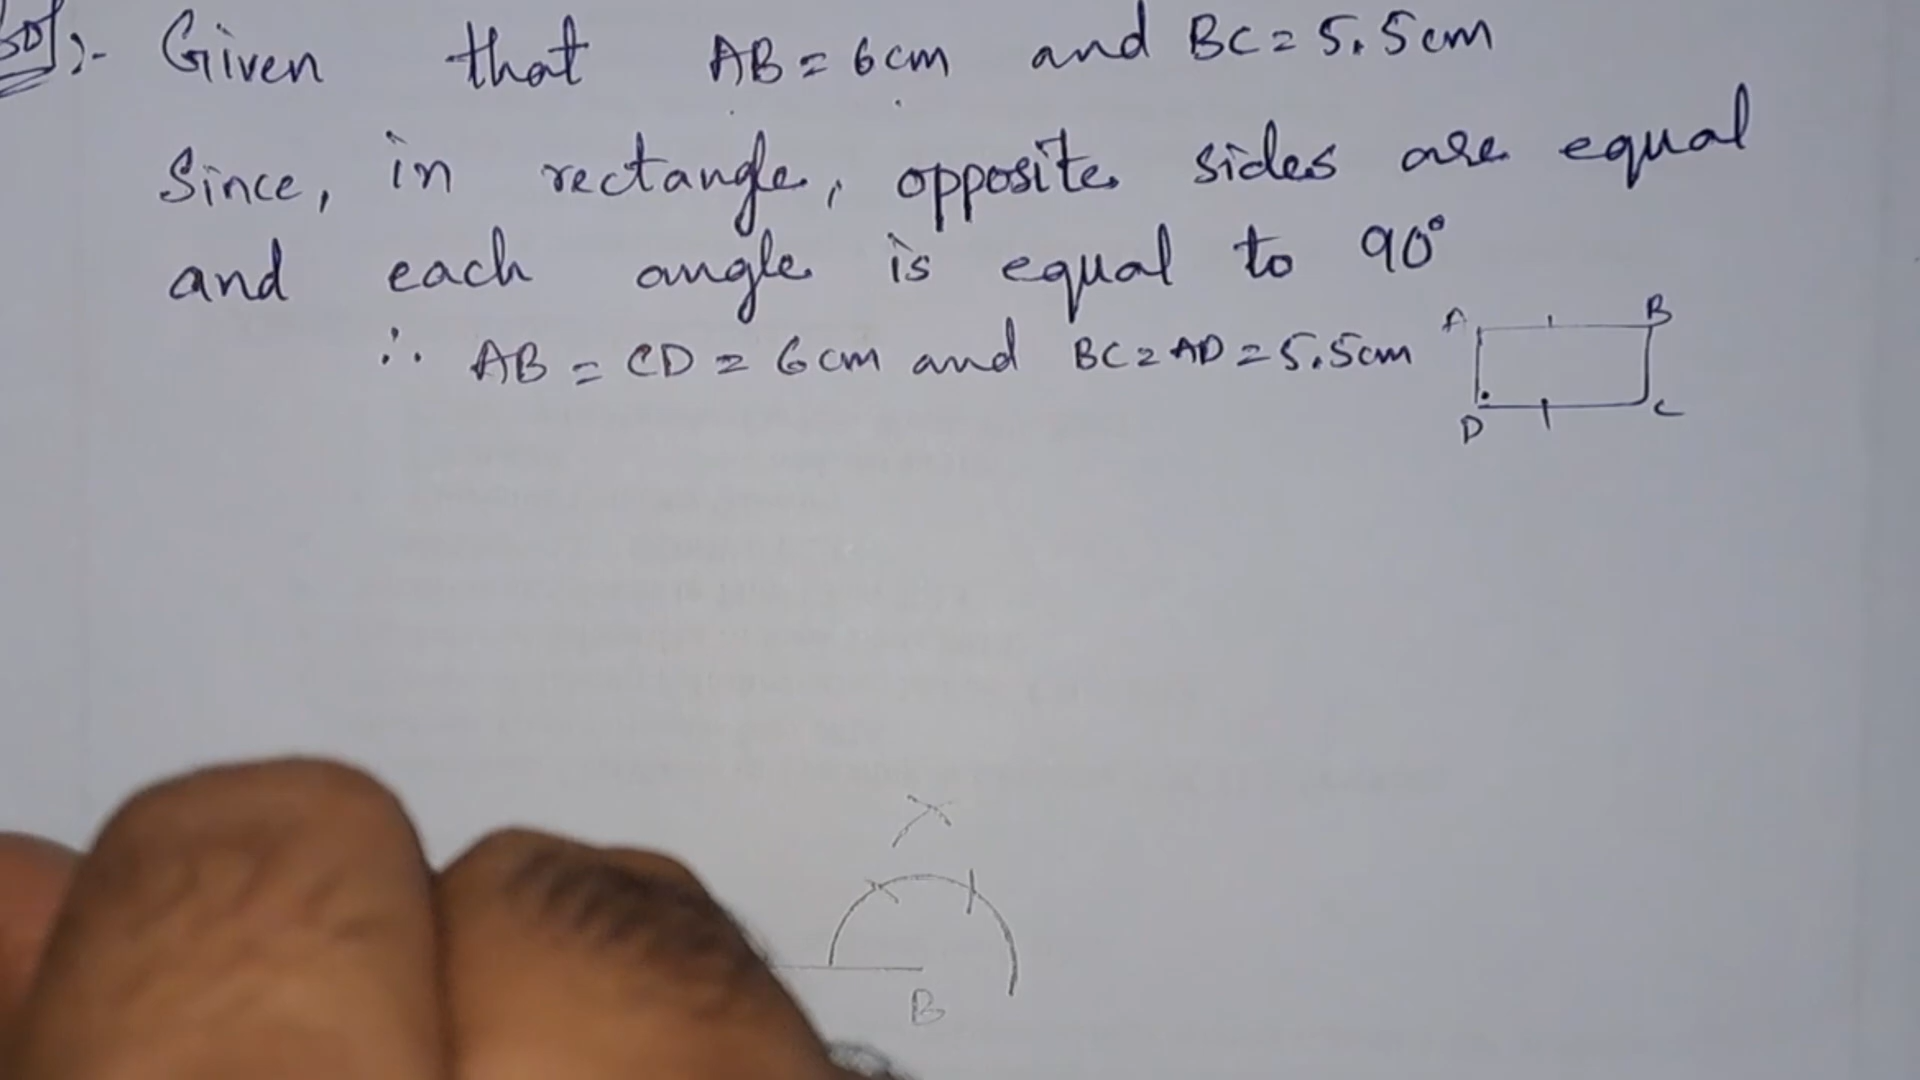 Sol:- Given that AB = 6cm and BC = 5.5cm
Since, in rectangle, opposite sides are equal
and each angle is equal to 90°
∴ AB = CD = 6cm and BC = AD = 5.5cm
A B
D C
B